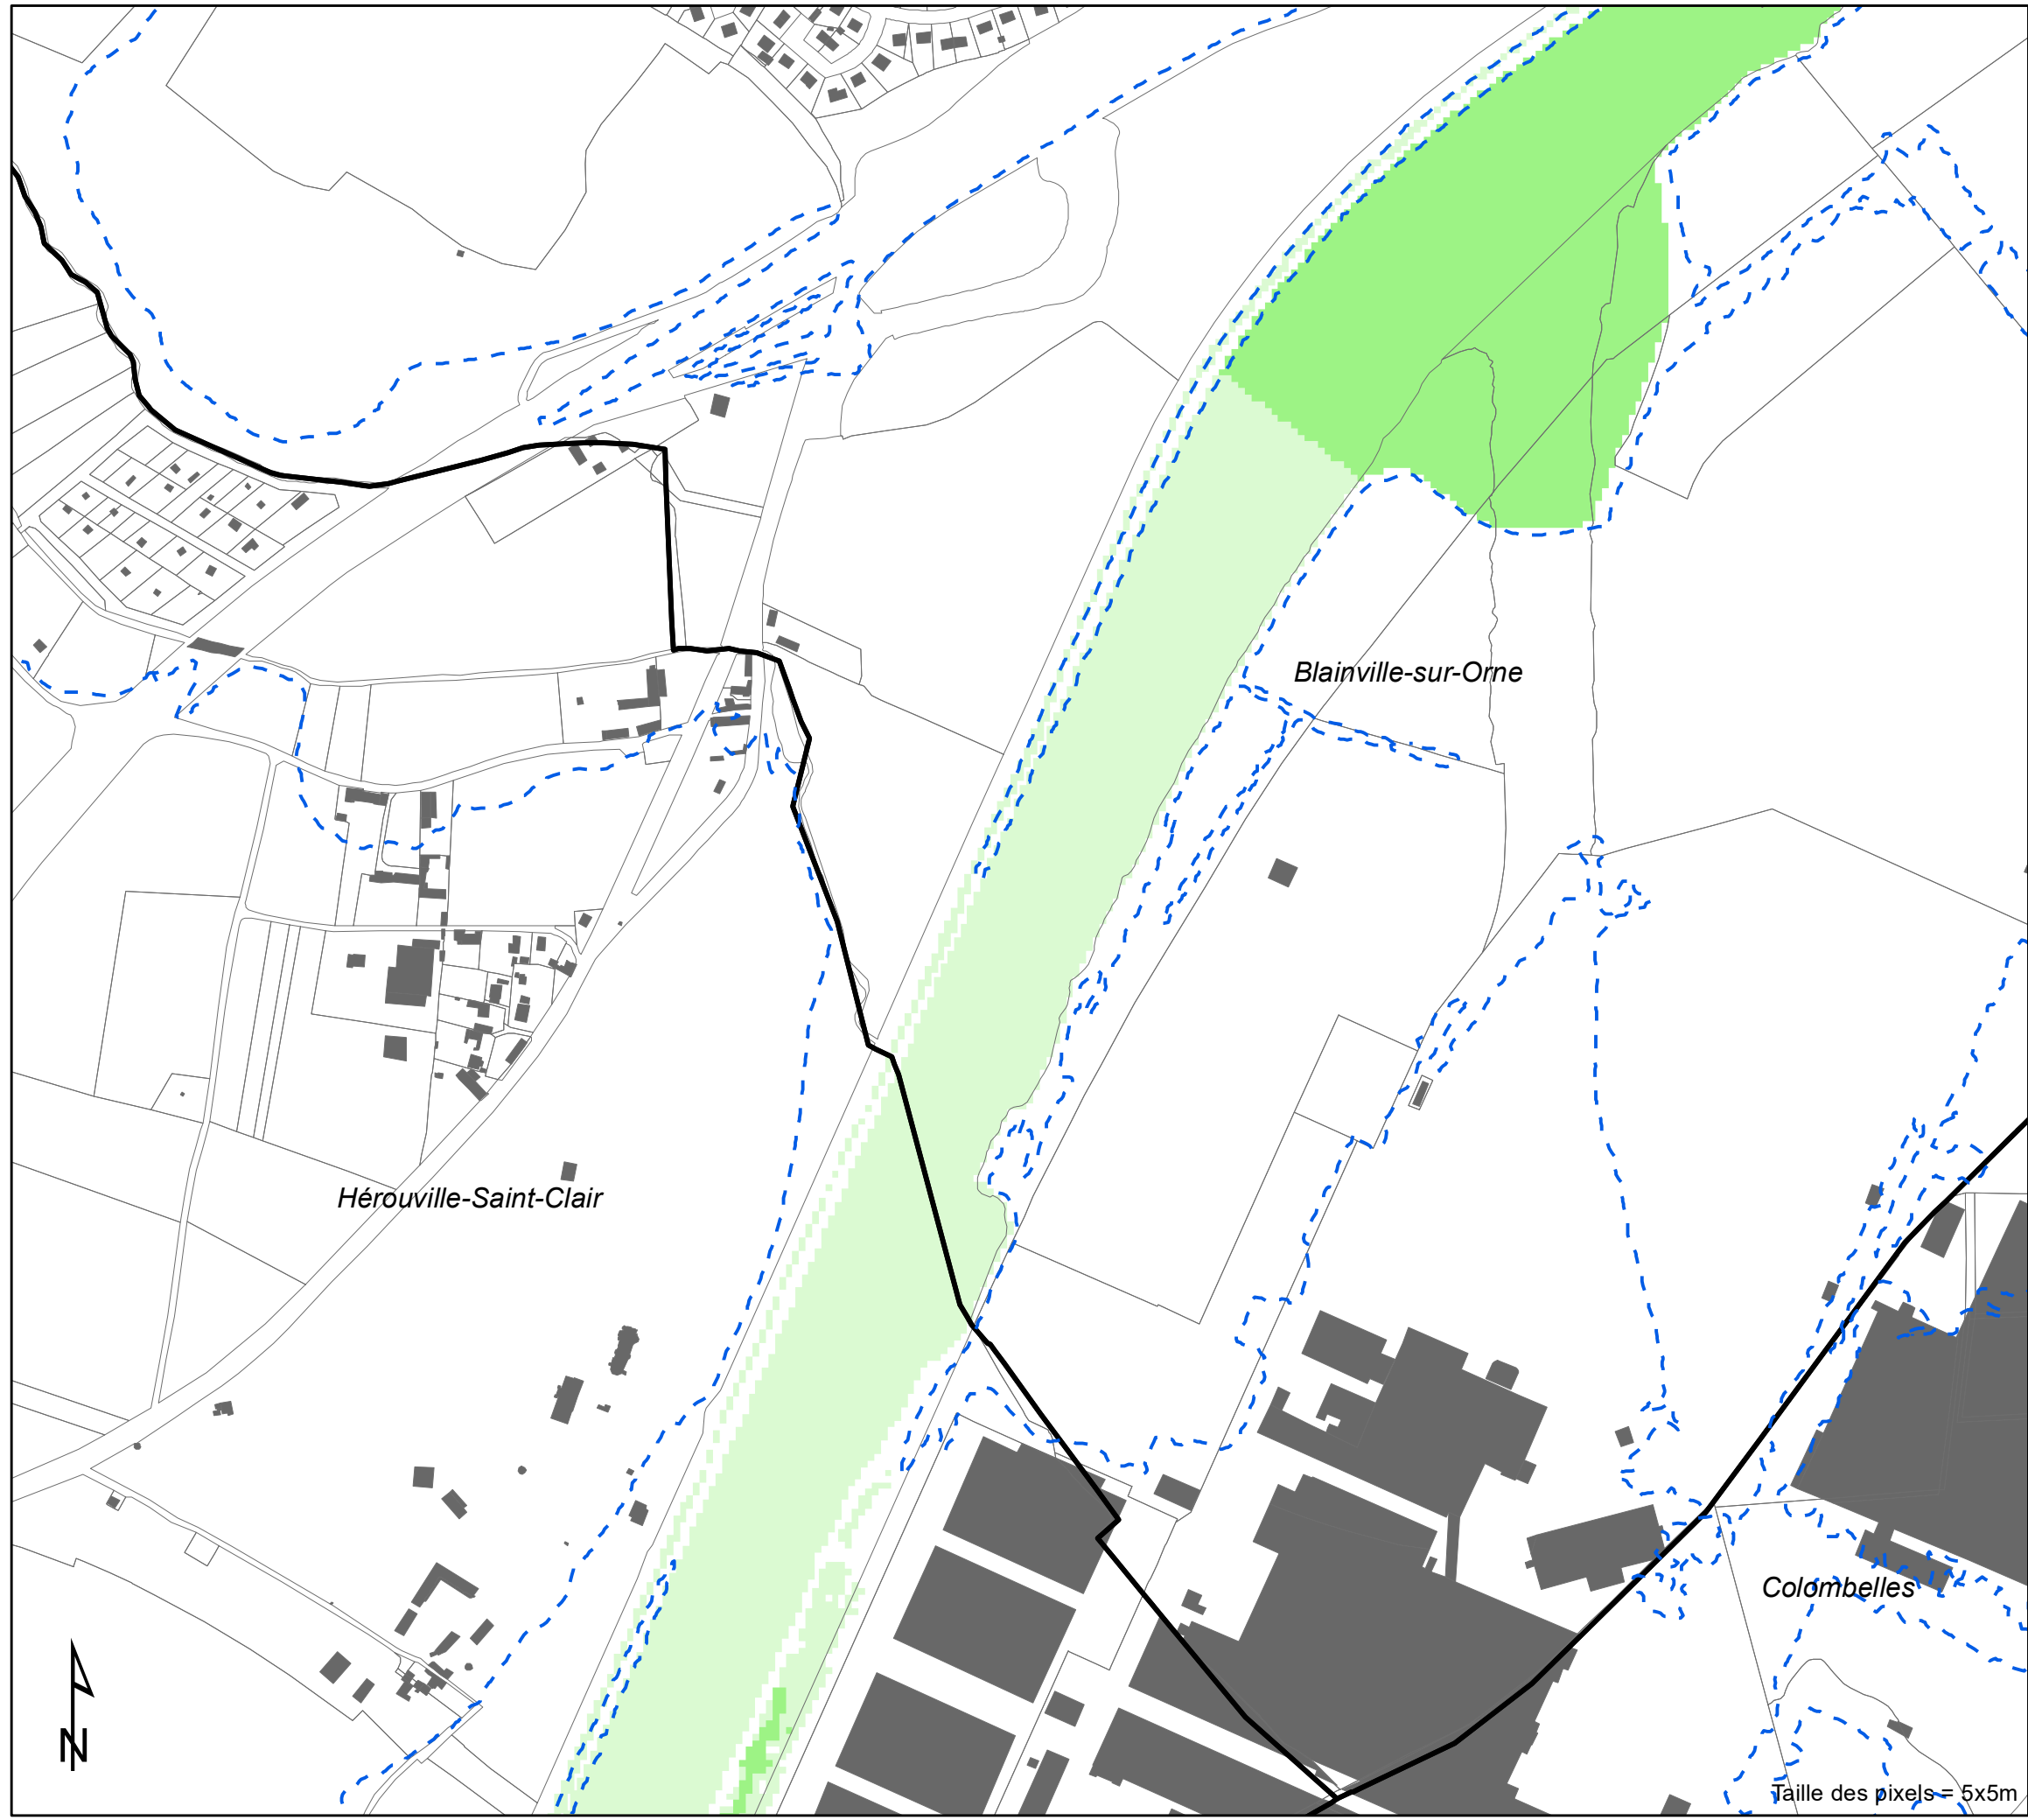 Blainville-sur-Orne
Hérouville-Saint-Clair
Colombelles
N
Taille des pixels = 5x5m